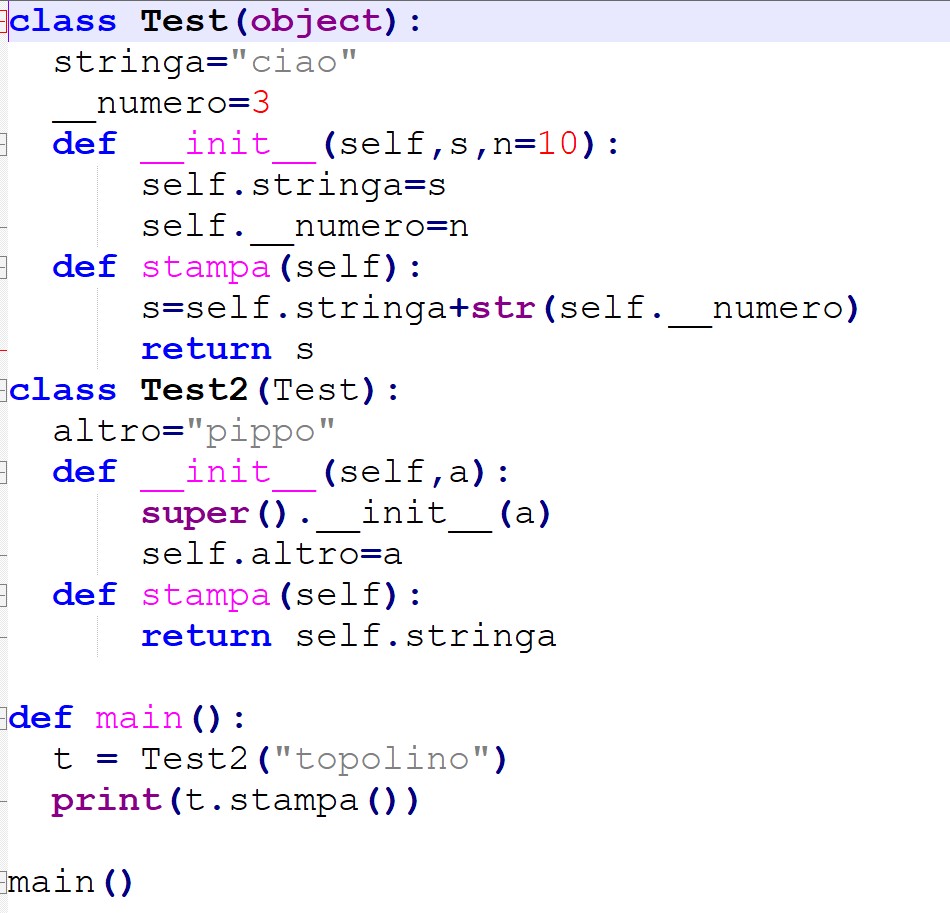 class Test(object):
  stringa="ciao"
  __numero=3
  def __init__(self,s,n=10):
      self.stringa=s
      self.__numero=n
  def stampa(self):
      s=self.stringa+str(self.__numero)
      return s
class Test2(Test):
  altro="pippo"
  def __init__(self,a):
      super().__init__(a)
      self.altro=a
  def stampa(self):
      return self.stringa

def main():
  t = Test2("topolino")
  print(t.stampa())

main()